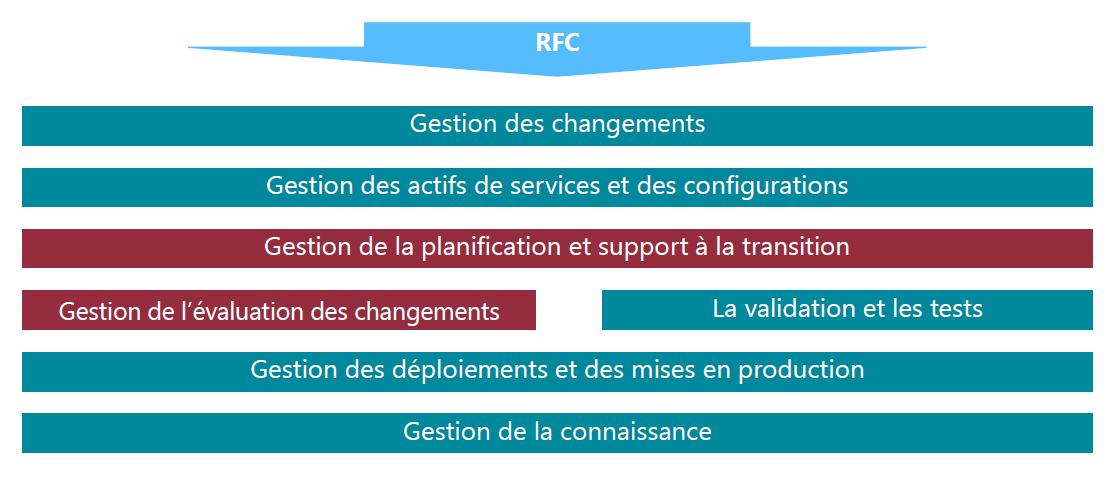 RFC
Gestion des changements
Gestion des actifs de services et des configurations
Gestion de la planification et support à la transition
Gestion de l’évaluation des changements
La validation et les tests
Gestion des déploiements et des mises en production
Gestion de la connaissance